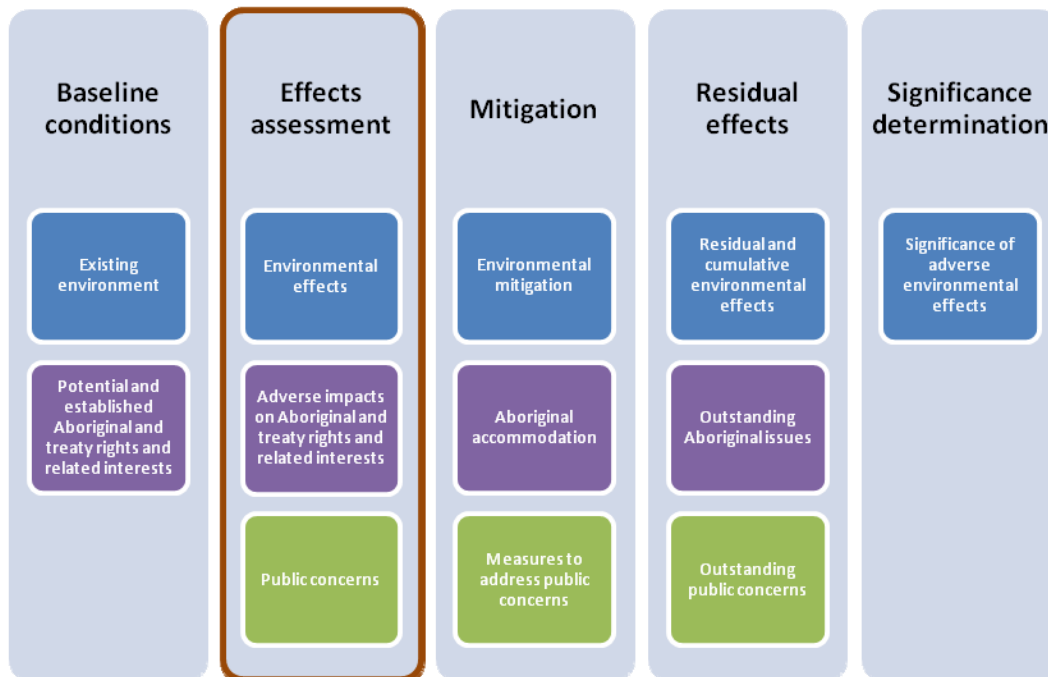 Baseline
conditions
Existing
environment
Potential and
established
Aboriginal and
treaty rights and
related interests
Effects
assessment
Environmental
effects
Adverse impacts
on Aboriginal and
treaty rights and
related interests
Public concerns
Mitigation
Environmental
mitigation
Aboriginal
accommodation
Measures to
address public
concerns
Residual
effects
Residual and
cumulative
environmental
effects
Outstanding
Aboriginal issues
Outstanding
public concerns
Significance
determination
Significance of
adverse
environmental
effects